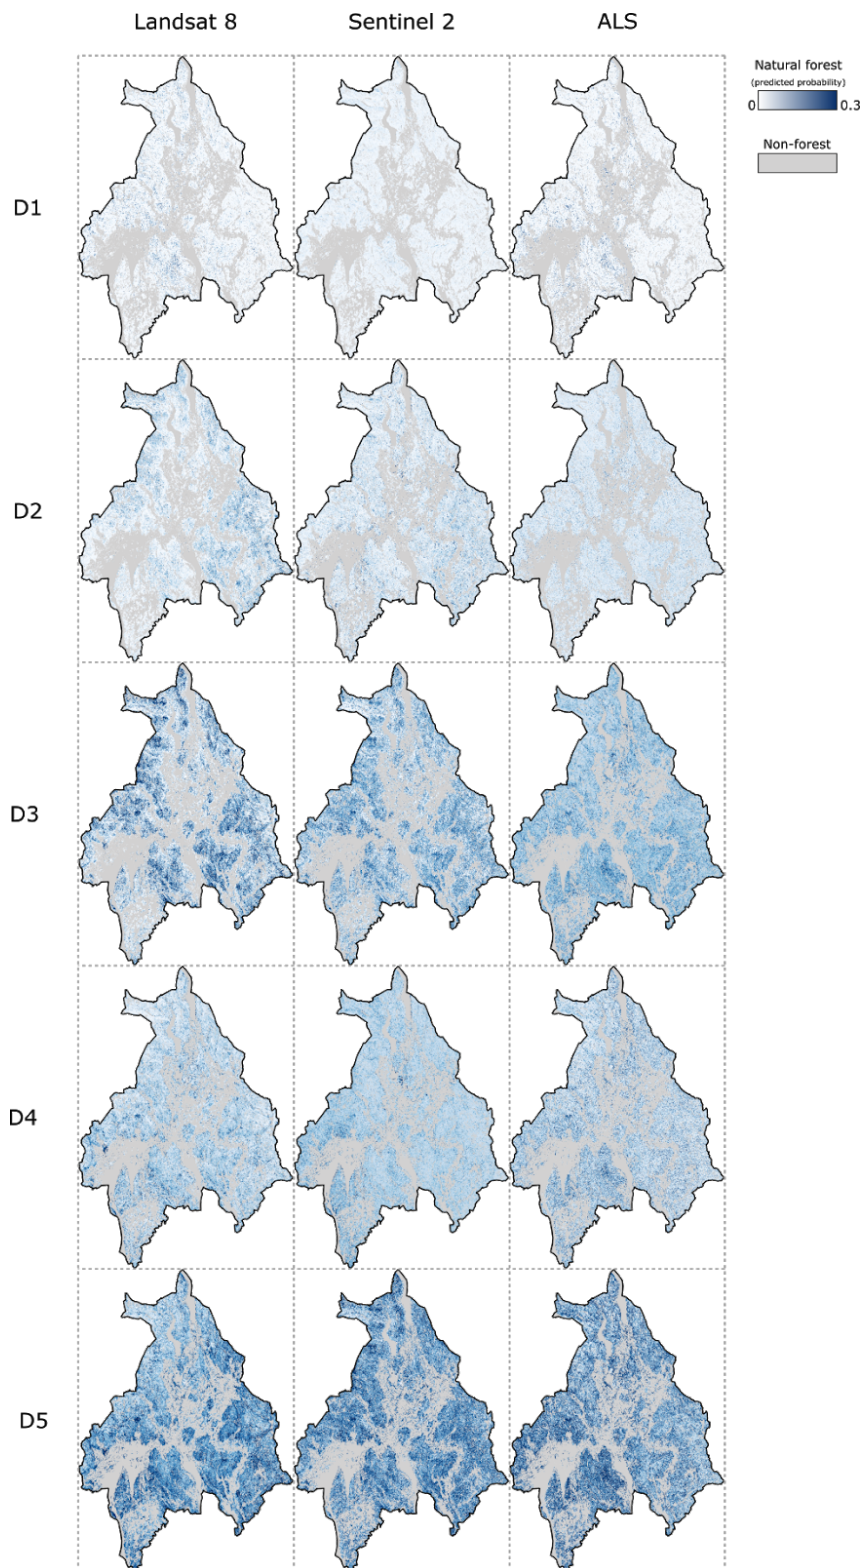 Landsat 8 Sentinel 2 ALS
Natural forest
(predicted probability)
0 0.3
Non-forest
D1
D2
D3
D4
D5